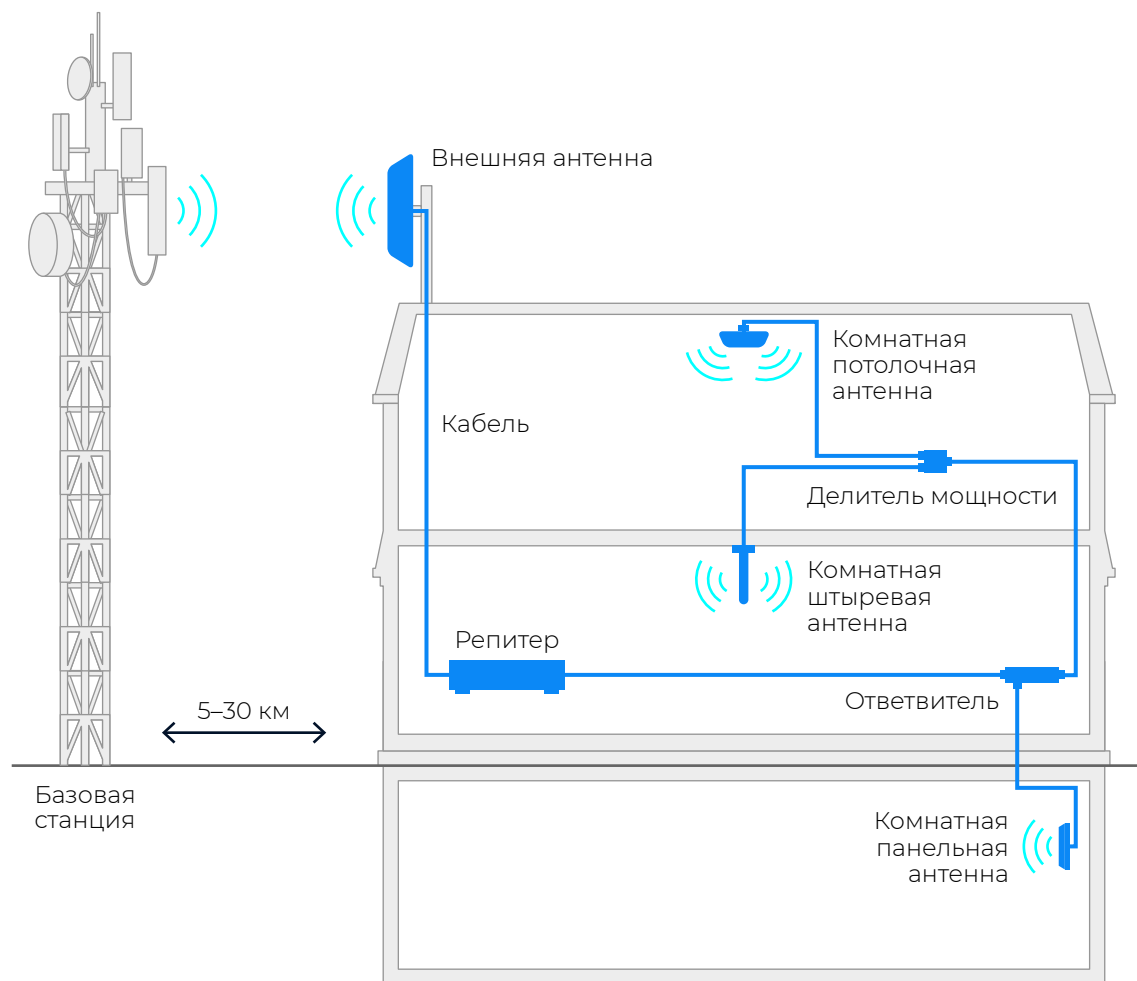 Внешняя антенна
Комнатная
потолочная
антенна
Кабель
Делитель мощности
Комнатная
штыревая
антенна
Репитер
Ответвитель
5–30 км
Базовая
станция
Комнатная
панельная
антенна